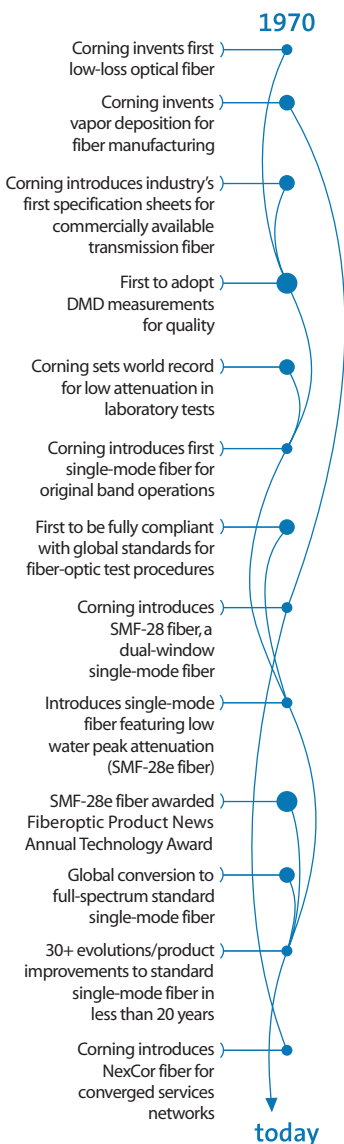 1970
Corning invents first
low-loss optical fiber
Corning invents
vapor deposition for
fiber manufacturing
Corning introduces industry's
first specification sheets for
commercially available
transmission fiber
First to adopt
DMD measurements
for quality
Corning sets world record
for low attenuation in
laboratory tests
Corning introduces first
single-mode fiber for
original band operations
First to be fully compliant
with global standards for
fiber-optic test procedures
Corning introduces
SMF-28 fiber, a
dual-window
single-mode fiber
Introduces single-mode
fiber featuring low
water peak attenuation
(SMF-28e fiber)
SMF-28e fiber awarded
Fiberoptic Product News
Annual Technology Award
Global conversion to
full-spectrum standard
single-mode fiber
30+ evolutions/product
improvements to standard
single-mode fiber in
less than 20 years
Corning introduces
NexCor fiber for
converged services
networks
today